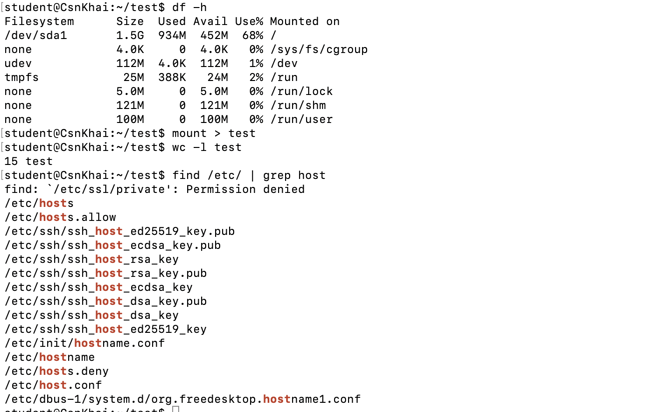 [student@CsnKhai:~/test$ df -h
Filesystem Size Used Avail Use% Mounted on
/dev/sda1 1.5G 934M 452M 68% /
none 4.0K 0 4.0K 0% /sys/fs/cgroup
udev 112M 4.0K 112M 1% /dev
tmpfs 25M 388K 24M 2% /run
none 5.0M 0 5.0M 0% /run/lock
none 121M 0 121M 0% /run/shm
none 100M 0 100M 0% /run/user
[student@CsnKhai:~/test$ mount > test
[student@CsnKhai:~/test$ wc -l test
15 test
[student@CsnKhai:~/test$ find /etc/ | grep host
find: `/etc/ssl/private': Permission denied
/etc/hosts
/etc/hosts.allow
/etc/ssh/ssh_host_ed25519_key.pub
/etc/ssh/ssh_host_ecdsa_key.pub
/etc/ssh/ssh_host_rsa_key
/etc/ssh/ssh_host_rsa_key.pub
/etc/ssh/ssh_host_ecdsa_key
/etc/ssh/ssh_host_dsa_key.pub
/etc/ssh/ssh_host_dsa_key
/etc/ssh/ssh_host_ed25519_key
/etc/init/hostname.conf
/etc/hostname
/etc/hosts.deny
/etc/host.conf
/etc/dbus-1/system.d/org.freedesktop.hostname1.conf
student@CsnKhai:~/test$